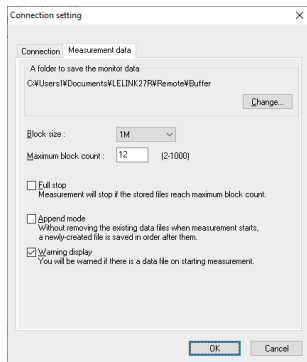 Connection setting
Connection Measurement data
A folder to save the monitor data
C:¥Users1¥Documents¥LELINK27R¥Remote¥Buffer
Change...
Block size : 1M
Maximum block count : 12 (2-1000)
Full stop
Measurement will stop if the stored files reach maximum block count.
Append mode
Without removing the existing data files when measurement starts,
a newly-created file is saved in order after them.
Warning display
You will be warned if there is a data file on starting measurement.
OK Cancel